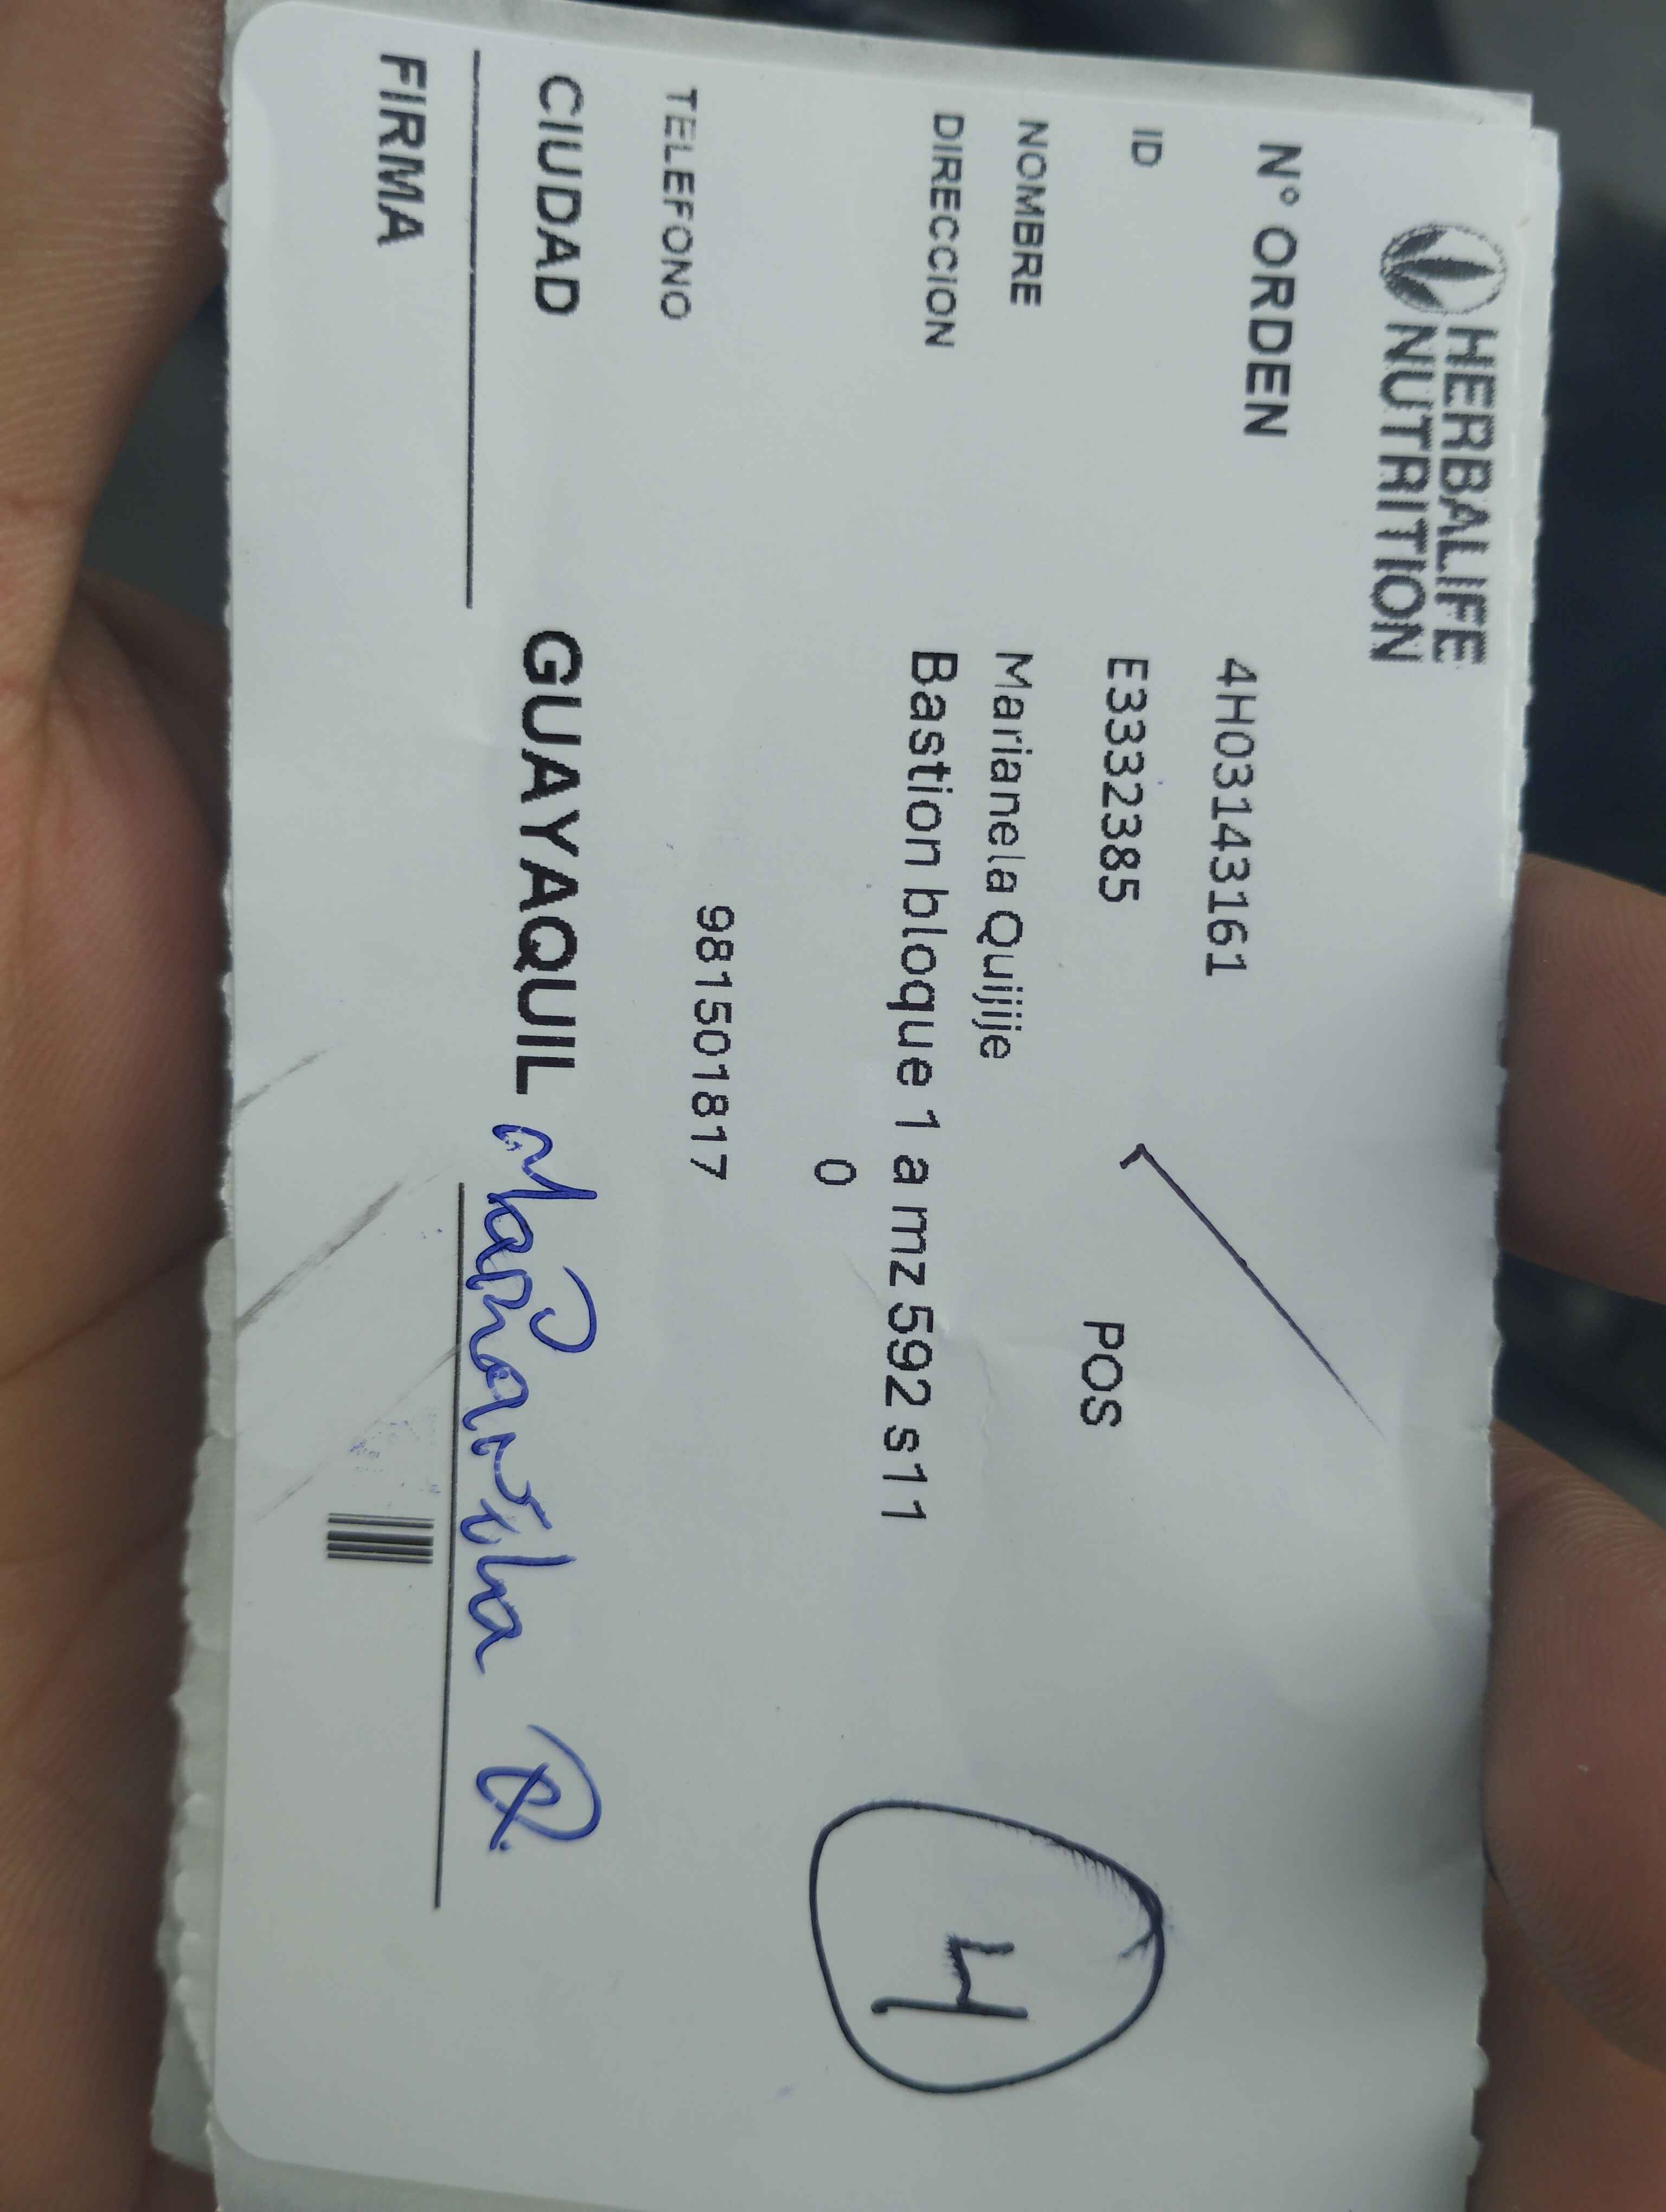 HERBALIFE
NUTRITION
N° ORDEN 4H03143161
ID E3332385 POS
NOMBRE Marianela Quijije
DIRECCION Bastion bloque 1 a mz 592 s11
0
TELEFONO 981501817
CIUDAD GUAYAQUIL
FIRMA
4